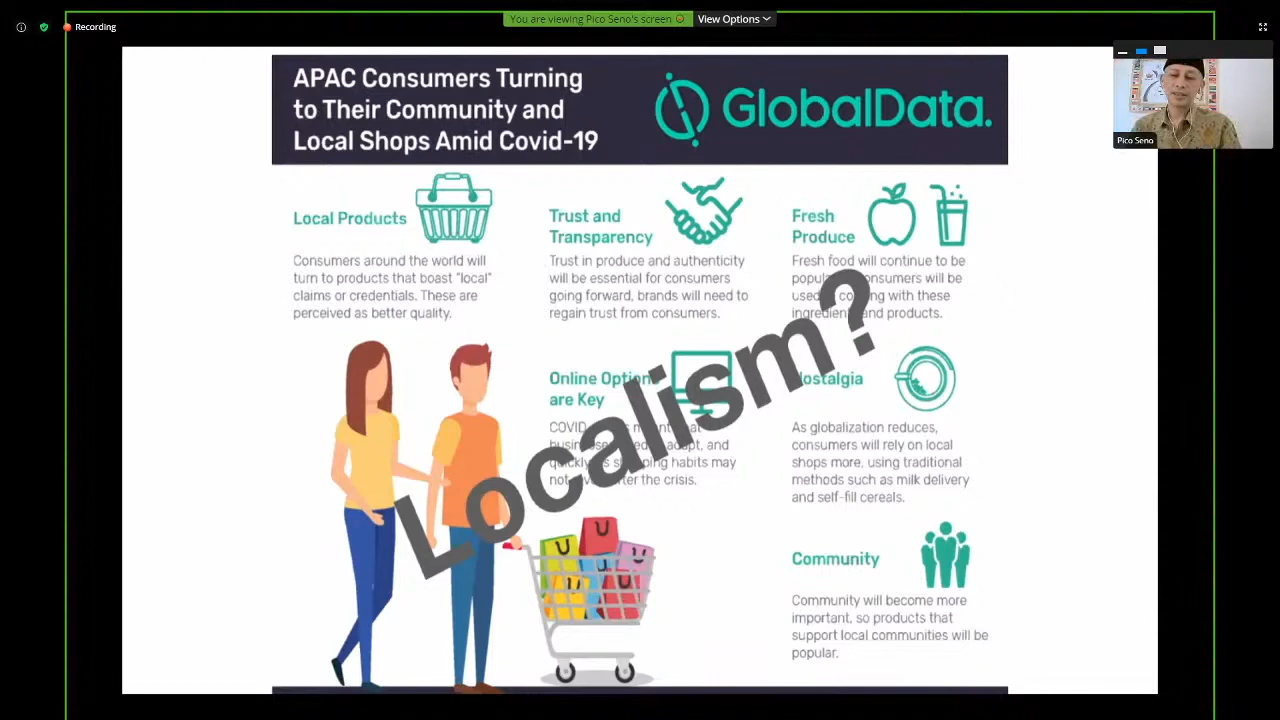 You are viewing Pico Seno's screen
View Options
Recording
Pico Seno
APAC Consumers Turning
to Their Community and
Local Shops Amid Covid-19
GlobalData.
Local Products
Consumers around the world will
turn to products that boast "local"
claims or credentials. These are
perceived as better quality.
Trust and
Transparency
Trust in produce and authenticity
will be essential for consumers
going forward, brands will need to
regain trust from consumers.
Fresh
Produce
Fresh food will continue to be
consumers will be
with these
and products.
Online
are Key
and
habits may
the crisis.
Nostalgia
As globalization reduces,
consumers will rely on local
shops more, using traditional
methods such as milk delivery
and self-fill cereals.
Community
Community will become more
important, so products that
support local communities will be
popular.
Localism?